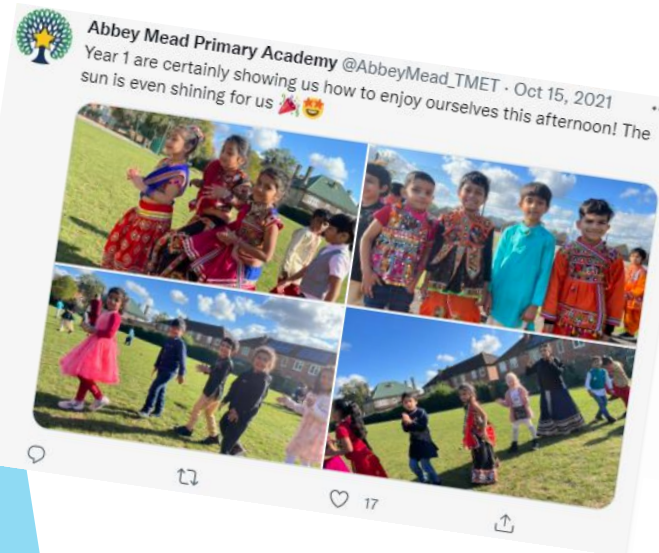 Abbey Mead Primary Academy @AbbeyMead_TMET · Oct 15, 2021
Year 1 are certainly showing us how to enjoy ourselves this afternoon! The
sun is even shining for us 🎉🤩
17